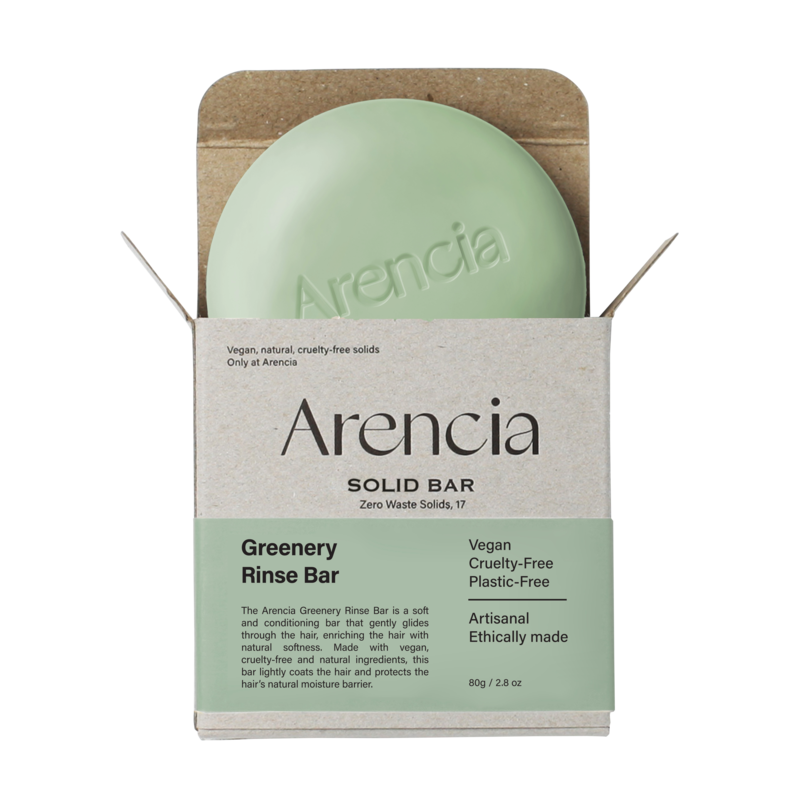 Arencia
Vegan, natural, cruelty-free solids
Only at Arencia
Arencia
SOLID BAR
Zero Waste Solids, 17
Greenery
Rinse Bar
The Arencia Greenery Rinse Bar is a soft
and conditioning bar that gently glides
through the hair, enriching the hair with
natural softness. Made with vegan,
cruelty-free and natural ingredients, this
bar lightly coats the hair and protects the
hair's natural moisture barrier.
Vegan
Cruelty-Free
Plastic-Free
Artisanal
Ethically made
80g / 2.8 oz